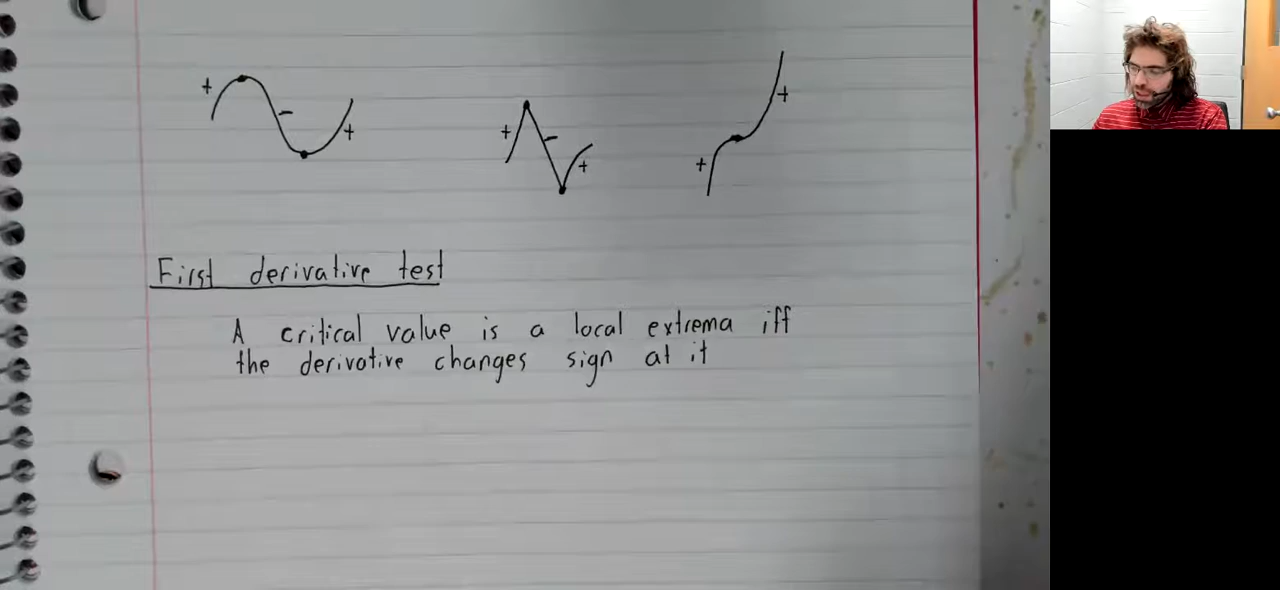 + - + + - + + +
First derivative test
A critical value is a local extrema iff
the derivative changes sign at it